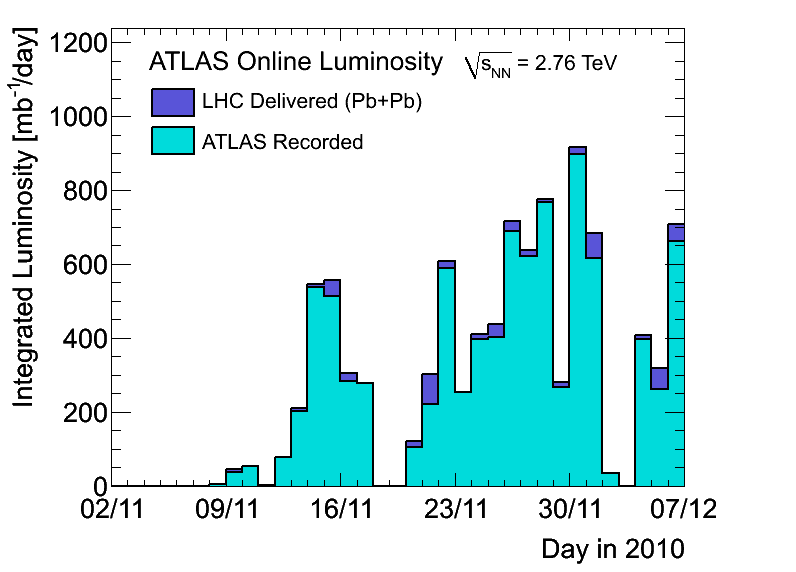 ATLAS Online Luminosity √sNN = 2.76 TeV
LHC Delivered (Pb+Pb)
ATLAS Recorded
Integrated Luminosity [mb-1/day]
1200
1000
800
600
400
200
0
02/11 09/11 16/11 23/11 30/11 07/12
Day in 2010